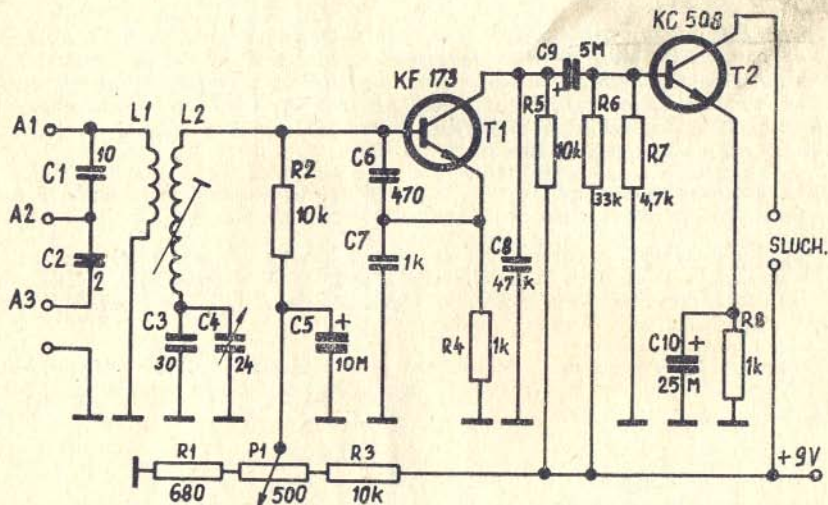 KC 508
T2
C9
5M
KF 173
T1
A1
L1
L2
C1
10
R2
10k
C6
470
R5
10k
R6
33k
R7
4,7k
A2
C2
2
C7
1k
C8
47k
SLUCH.
A3
C3
30
C4
24
C5
10M
R4
1k
C10
25M
R8
1k
+9V
R1
680
P1
500
R3
10k
+
+
+